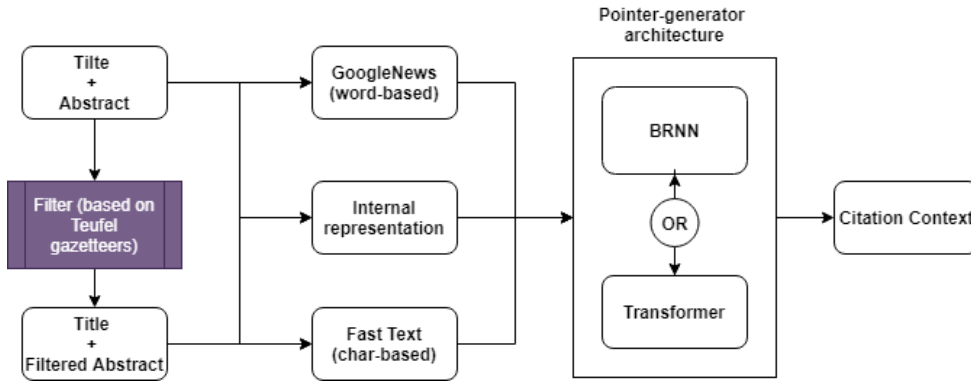 Pointer-generator
architecture
Tilte
+
Abstract
GoogleNews
(word-based)
BRNN
Filter (based on
Teufel
gazetteers)
Internal
representation
OR
Citation Context
Title
+
Filtered Abstract
Fast Text
(char-based)
Transformer